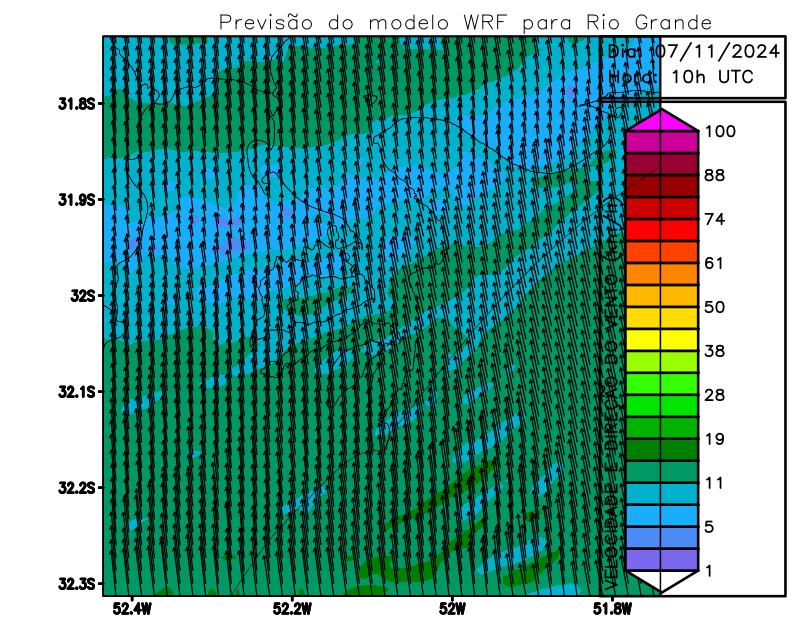 Previsão do modelo WRF para Rio Grande
Dia: 07/11/2024
Hora: 10h UTC
31.8S
31.9S
32S
32.1S
32.2S
32.3S
52.4W
52.2W
52W
51.8W
VELOCIDADE E DIREÇÃO DO VENTO (km/h)
100
88
74
61
50
38
28
19
11
5
1